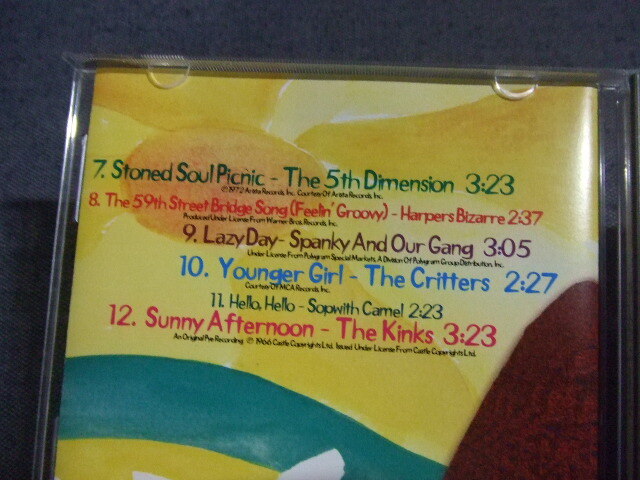 7. Stoned Soul Picnic - The 5th Dimension 3:23
℗ 1972 Arista Records, Inc. Courtesy Of Arista Records, Inc.
8. The 59th Street Bridge Song (Feelin' Groovy) - Harpers Bizarre 2:37
Produced Under License From Warner Bros. Records Inc.
9. Lazy Day - Spanky And Our Gang 3:05
Under License From Polygram Special Markets, A Division Of Polygram Group Distribution, Inc.
10. Younger Girl - The Critters 2:27
Courtesy Of MCA Records, Inc.
11. Hello, Hello - Sopwith Camel 2:23
12. Sunny Afternoon - The Kinks 3:23
An Original Pye Recording. ℗ 1966 Castle Copyrights Ltd. Issued Under License From Castle Copyrights Ltd.